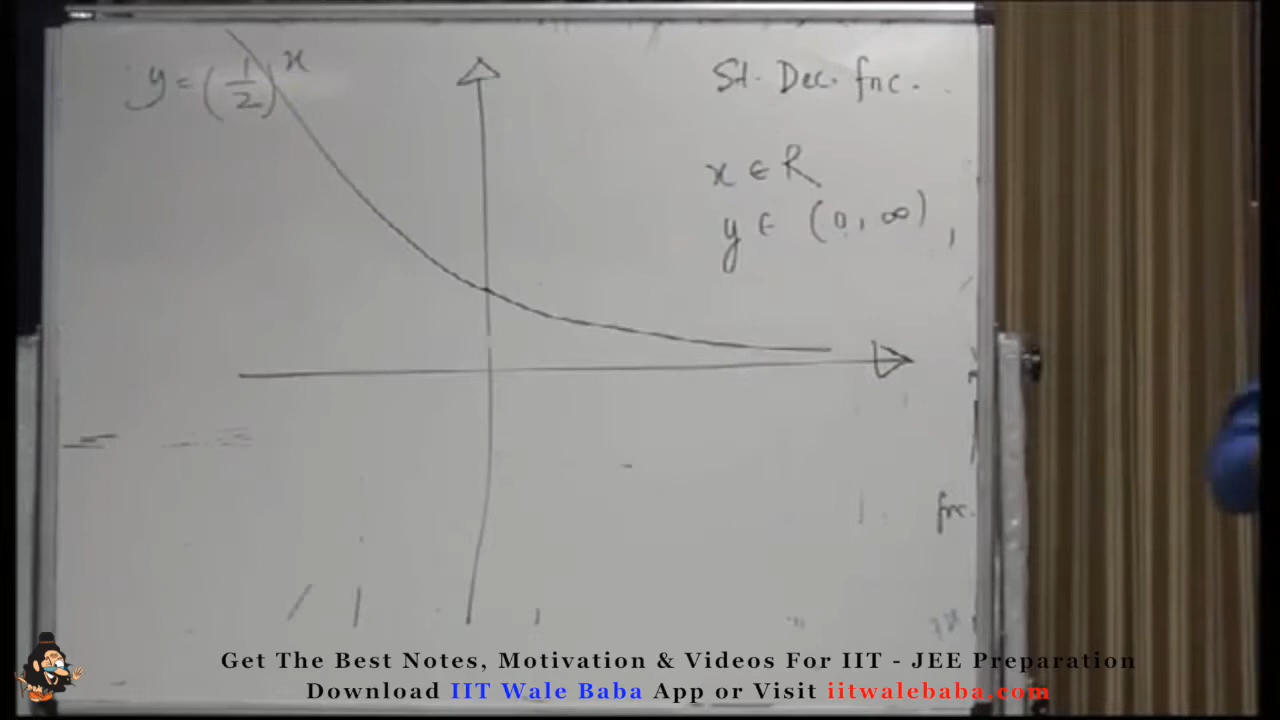 y = (1/2)^x
St. Dec. fnc.
x ∈ R
y ∈ (0, ∞),
fnc.
Get The Best Notes, Motivation & Videos For IIT - JEE Preparation
Download IIT Wale Baba App or Visit iitwalebaba.com